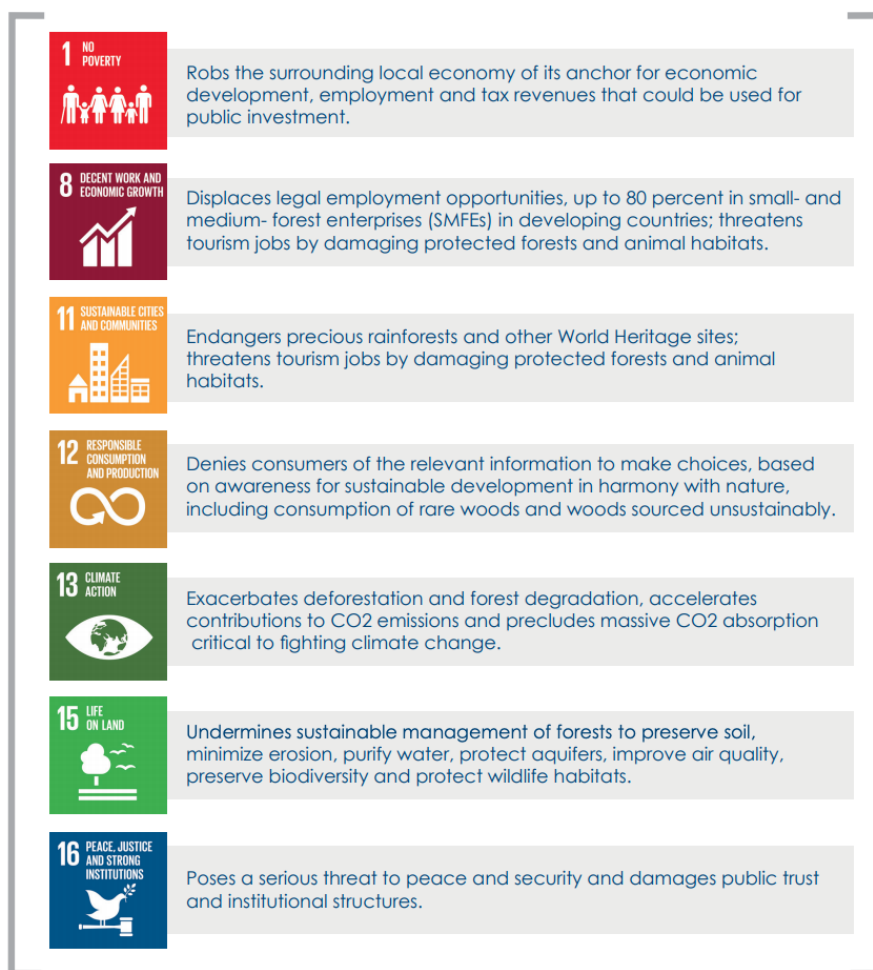 1 NO
POVERTY
Robs the surrounding local economy of its anchor for economic
development, employment and tax revenues that could be used for
public investment.
8 DECENT WORK AND
ECONOMIC GROWTH
Displaces legal employment opportunities, up to 80 percent in small- and
medium- forest enterprises (SMFEs) in developing countries; threatens
tourism jobs by damaging protected forests and animal habitats.
11 SUSTAINABLE CITIES
AND COMMUNITIES
Endangers precious rainforests and other World Heritage sites;
threatens tourism jobs by damaging protected forests and animal
habitats.
12 RESPONSIBLE
CONSUMPTION
AND PRODUCTION
Denies consumers of the relevant information to make choices, based
on awareness for sustainable development in harmony with nature,
including consumption of rare woods and woods sourced unsustainably.
13 CLIMATE
ACTION
Exacerbates deforestation and forest degradation, accelerates
contributions to CO2 emissions and precludes massive CO2 absorption
critical to fighting climate change.
15 LIFE
ON LAND
Undermines sustainable management of forests to preserve soil,
minimize erosion, purify water, protect aquifers, improve air quality,
preserve biodiversity and protect wildlife habitats.
16 PEACE, JUSTICE
AND STRONG
INSTITUTIONS
Poses a serious threat to peace and security and damages public trust
and institutional structures.